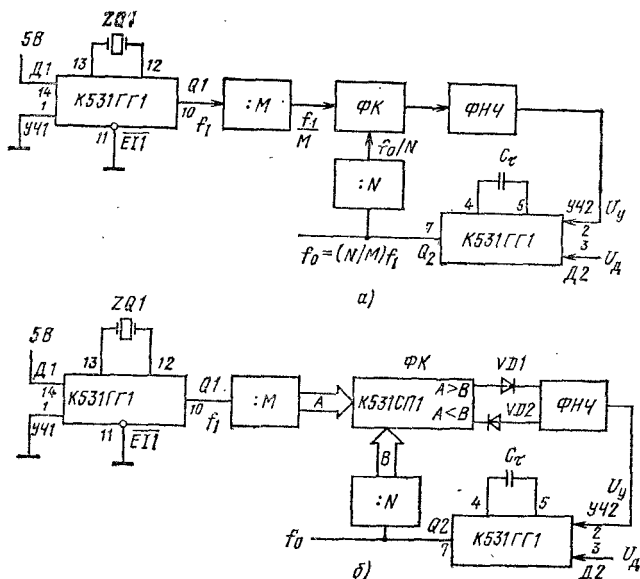 ZQ1
5В
13
12
Д1
14
К531ГГ1
Q1
10
f1
:М
f1/M
ФК
ФНЧ
1
УЧ1
11
EI1
f0/N
:N
Cτ
4
5
УЧ2
Uу
2
7
Q2
К531ГГ1
3
Uд
Д2
f0=(N/M)f1
а)
ZQ1
5В
13
12
Д1
14
К531ГГ1
Q1
10
f1
:М
A
ФК
К531СП1
A>B
A<B
VD1
VD2
ФНЧ
1
УЧ1
11
EI1
B
:N
Cτ
4
5
Uу
УЧ2
2
f0
Q2
7
К531ГГ1
3
Uд
Д2
б)